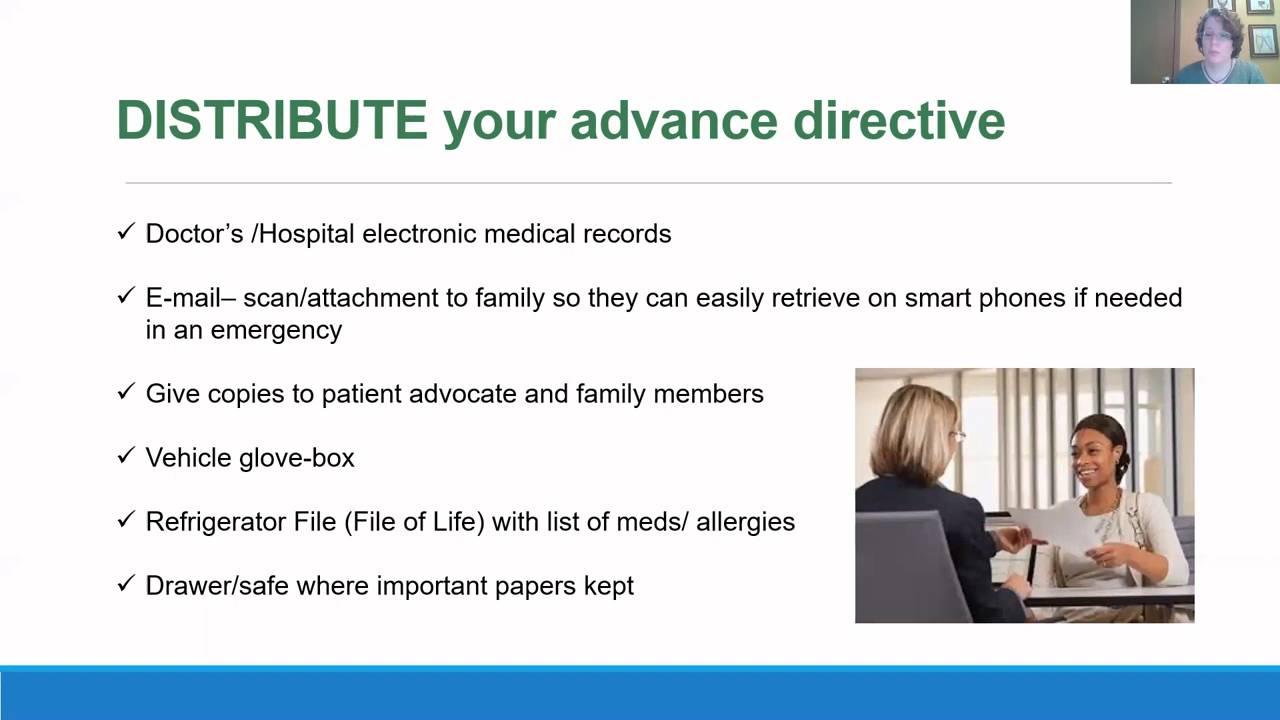 DISTRIBUTE your advance directive
✓ Doctor’s /Hospital electronic medical records
✓ E-mail– scan/attachment to family so they can easily retrieve on smart phones if needed
in an emergency
✓ Give copies to patient advocate and family members
✓ Vehicle glove-box
✓ Refrigerator File (File of Life) with list of meds/ allergies
✓ Drawer/safe where important papers kept